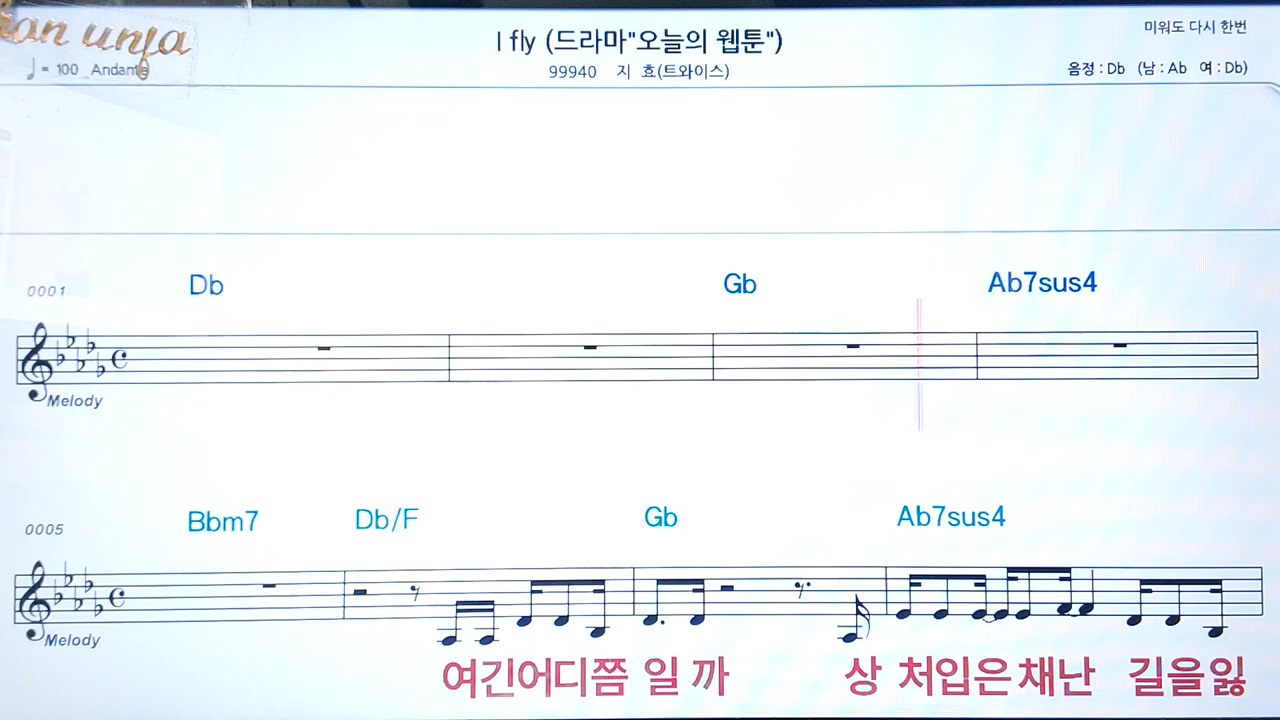 unja
♩ = 100 Andante
I fly (드라마"오늘의 웹툰")
99940 지 효(트와이스)
미워도 다시 한번
음정 : Db (남 : Ab 여 : Db)
0001
Db Gb Ab7sus4
Melody
0005
Bbm7 Db/F Gb Ab7sus4
Melody
여긴어디쯤 일 까 상 처입은채난 길을잃